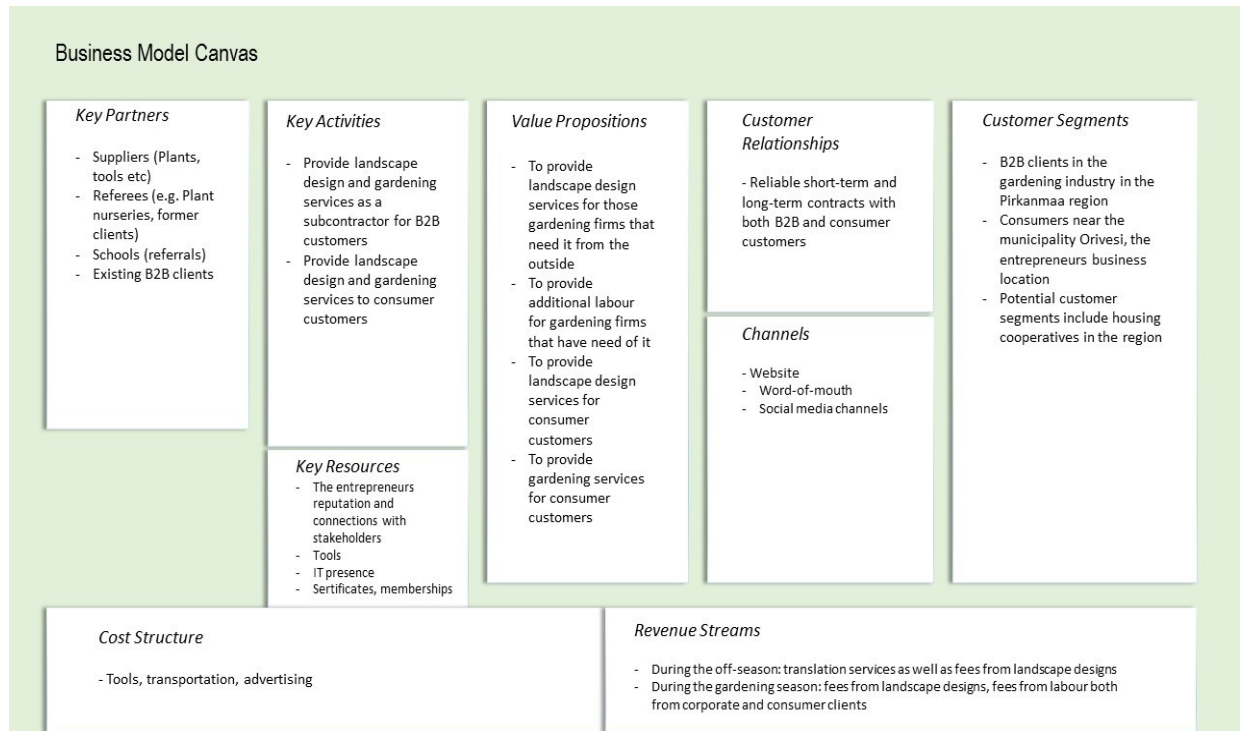 Business Model Canvas
Key Partners
- Suppliers (Plants,
tools etc)
- Referees (e.g. Plant
nurseries, former
clients)
- Schools (referrals)
- Existing B2B clients
Key Activities
- Provide landscape
design and gardening
services as a
subcontractor for B2B
customers
- Provide landscape
design and gardening
services to consumer
customers
Key Resources
- The entrepreneurs
reputation and
connections with
stakeholders
- Tools
- IT presence
- Sertificates, memberships
Value Propositions
- To provide
landscape design
services for those
gardening firms that
need it from the
outside
- To provide
additional labour
for gardening firms
that have need of it
- To provide
landscape design
services for
consumer
customers
- To provide
gardening services
for consumer
customers
Customer
Relationships
- Reliable short-term and
long-term contracts with
both B2B and consumer
customers
Channels
- Website
- Word-of-mouth
- Social media channels
Customer Segments
- B2B clients in the
gardening industry in the
Pirkanmaa region
- Consumers near the
municipality Orivesi, the
entrepreneurs business
location
- Potential customer
segments include housing
cooperatives in the region
Cost Structure
- Tools, transportation, advertising
Revenue Streams
- During the off-season: translation services as well as fees from landscape designs
- During the gardening season: fees from landscape designs, fees from labour both
from corporate and consumer clients